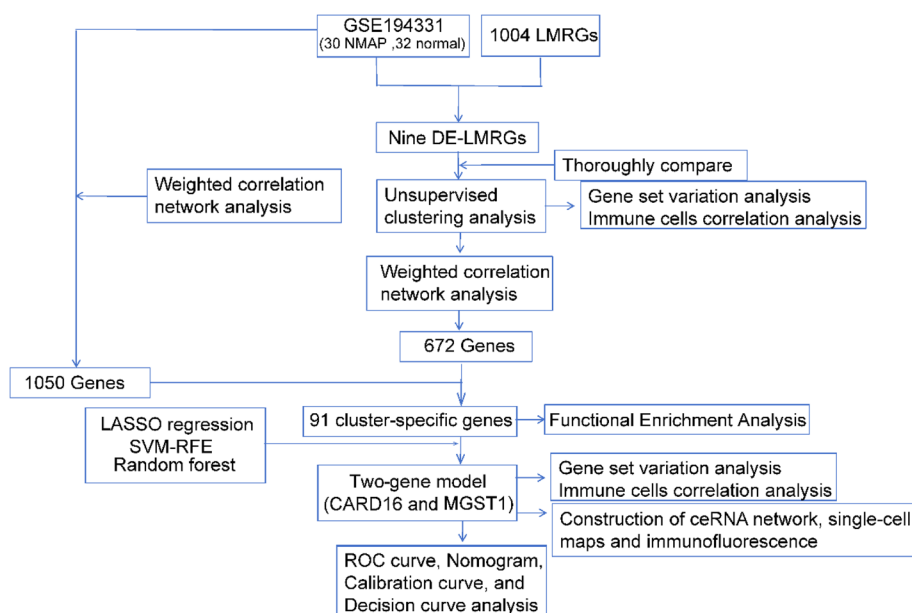 GSE194331
(30 NMAP ,32 normal)
1004 LMRGs
Nine DE-LMRGs
Thoroughly compare
Weighted correlation
network analysis
Unsupervised
clustering analysis
Gene set variation analysis
Immune cells correlation analysis
Weighted correlation
network analysis
672 Genes
1050 Genes
91 cluster-specific genes
Functional Enrichment Analysis
LASSO regression
SVM-RFE
Random forest
Two-gene model
(CARD16 and MGST1)
Gene set variation analysis
Immune cells correlation analysis
Construction of ceRNA network, single-cell
maps and immunofluorescence
ROC curve, Nomogram,
Calibration curve, and
Decision curve analysis